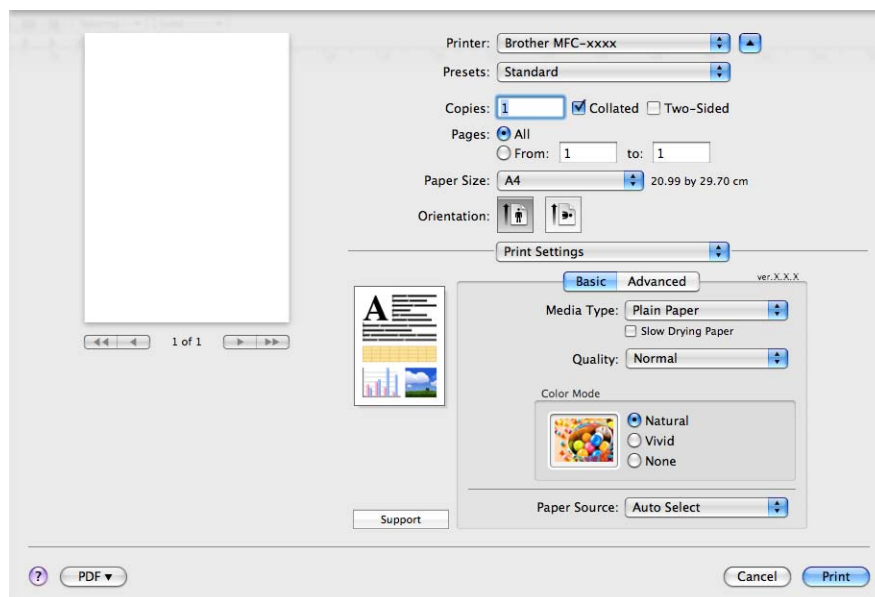 Printer: Brother MFC-xxxx
Presets: Standard
Copies: 1 Collated Two-Sided
Pages: All
From: 1 to: 1
Paper Size: A4 20.99 by 29.70 cm
Orientation:
Print Settings
Basic Advanced ver.X.X.X
Media Type: Plain Paper
Slow Drying Paper
Quality: Normal
Color Mode
Natural
Vivid
None
Paper Source: Auto Select
Support
1 of 1
A
? PDF▼ Cancel Print